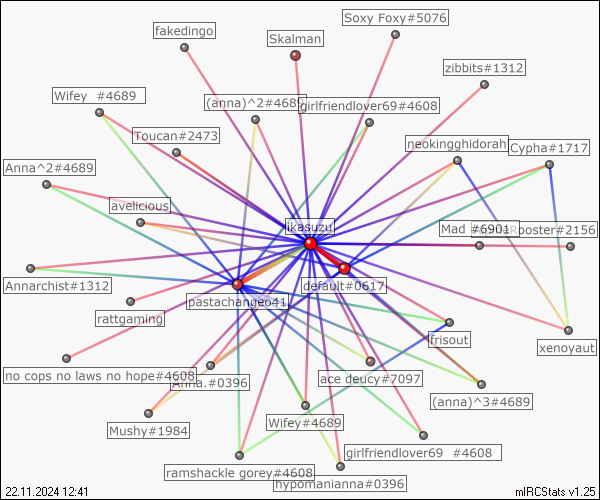 Soxy Foxy#5076
fakedingo
Skalman
zibbits#1312
Wifey  #4689
(anna)^2#4689
girlfriendlover69#4608
Toucan#2473
neokingghidorah
Cypha#1717
Anna^2#4689
avelicious
ikasuzu
Mad #6901
poster#2156
Annarchist#1312
default#0617
pastachangeo41
rattgaming
frisout
xenoyaut
no cops no laws no hope#4608
Anna.#0396
ace deucy#7097
(anna)^3#4689
Mushy#1984
Wifey#4689
girlfriendlover69  #4608
ramshackle gorey#4608
hypomanianna#0396
22.11.2024 12:41
mIRCStats v1.25